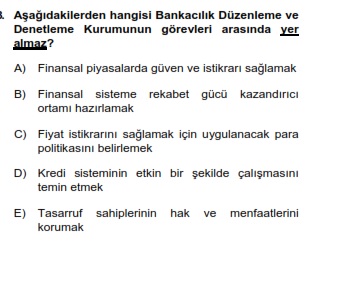 3. Aşağıdakilerden hangisi Bankacılık Düzenleme ve
Denetleme Kurumunun görevleri arasında yer
almaz?
A) Finansal piyasalarda güven ve istikrarı sağlamak
B) Finansal sisteme rekabet gücü kazandırıcı
ortamı hazırlamak
C) Fiyat istikrarını sağlamak için uygulanacak para
politikasını belirlemek
D) Kredi sisteminin etkin bir şekilde çalışmasını
temin etmek
E) Tasarruf sahiplerinin hak ve menfaatlerini
korumak